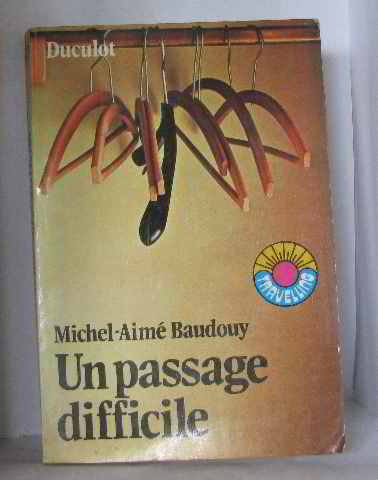 Duculot
TRAVELLING
Michel-Aimé Baudouy
Un passage
difficile